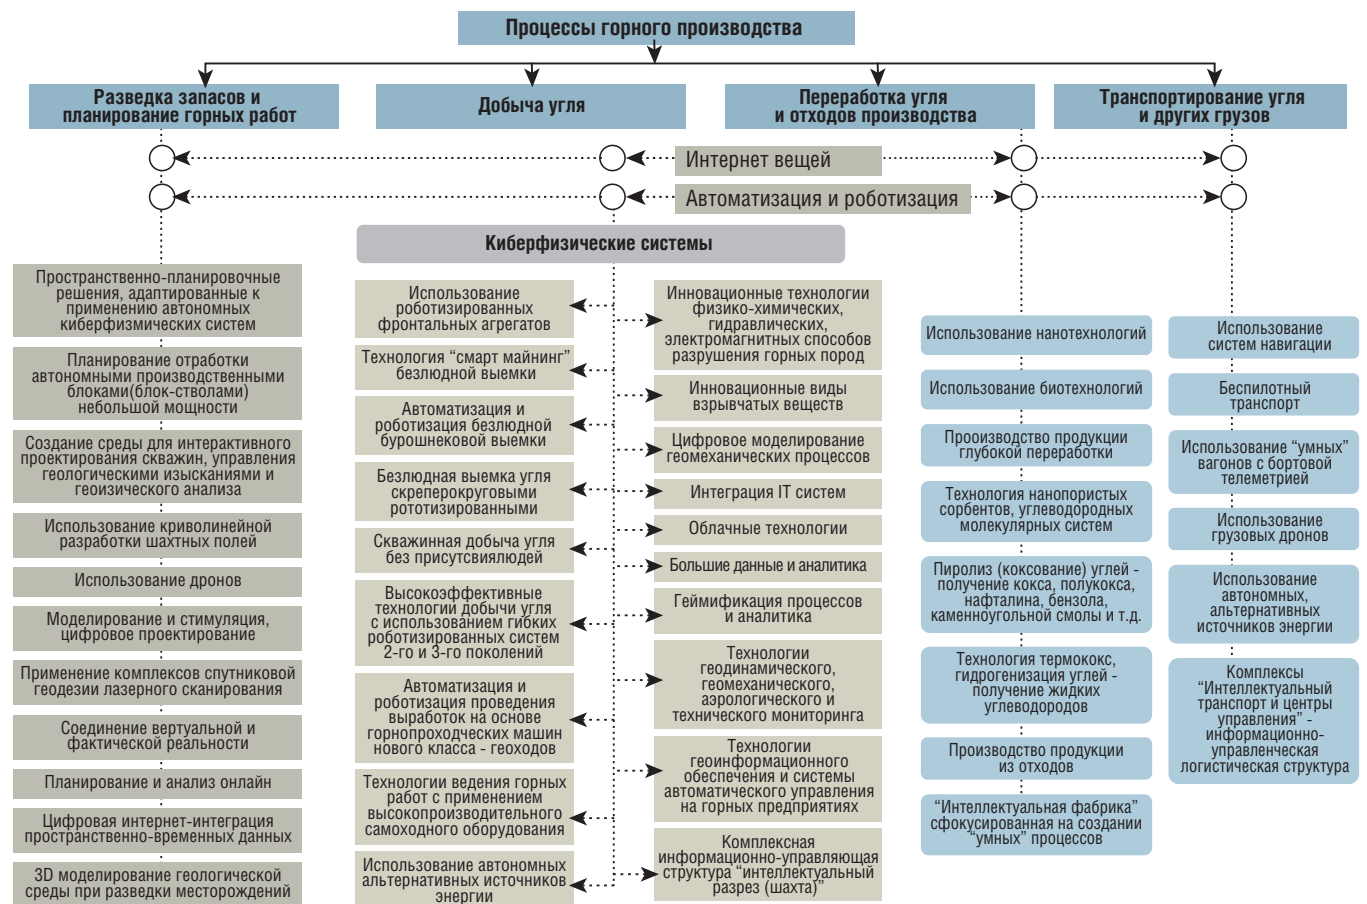 Процессы горного производства
Разведка запасов и
планирование горных работ
Добыча угля
Переработка угля
и отходов производства
Транспортирование угля
и других грузов
Интернет вещей
Автоматизация и роботизация
Киберфизические системы
Пространственно-планировочные
решения, адаптированные к
применению автономных
киберфизмических систем
Планирование отработки
автономными производственными
блоками(блок-стволами)
небольшой мощности
Создание среды для интерактивного
проектирования скважин, управления
геологическими изысканиями и
геоизического анализа
Использование криволинейной
разработки шахтных полей
Использование дронов
Моделирование и стимуляция,
цифровое проектирование
Применение комплексов спутниковой
геодезии лазерного сканирования
Соединение вертуальной и
фактической реальности
Планирование и анализ онлайн
Цифровая интернет-интеграция
пространственно-временных данных
3D моделирование геологической
среды при разведки месторождений
Использование
роботизированных
фронтальных агрегатов
Технология “смарт майнинг”
безлюдной выемки
Автоматизация и
роботизация безлюдной
бурошнековой выемки
Безлюдная выемка угля
скреперокруговыми
рототизированными
Скважинная добыча угля
без присутсвиялюдей
Высокоэффективные
технологии добычи угля
с использованием гибких
роботизированных систем
2-го и 3-го поколений
Автоматизация и
роботизация проведения
выработок на основе
горнопроходческих машин
нового класса - геоходов
Технологии ведения горных
работ с применением
высокопроизводительного
самоходного оборудования
Использование автономных
альтернативных источников
энергии
Инновационные технологии
физико-химических,
гидравлических,
электромагнитных способов
разрушения горных пород
Инновационные виды
взрывчатых веществ
Цифровое моделирование
геомеханических процессов
Интеграция IT систем
Облачные технологии
Большие данные и аналитика
Геймификация процессов
и аналитика
Технологии
геодинамического,
геомеханического,
аэрологического и
технического мониторинга
Технологии
геоинформационного
обеспечения и системы
автоматического управления
на горных предприятиях
Комплексная
информационно-управляющая
структура “интеллектуальный
разрез (шахта)”
Использование нанотехнологий
Использование биотехнологий
Прооизводство продукции
глубокой переработки
Технология нанопористых
сорбентов, углеводородных
молекулярных систем
Пиролиз (коксование) углей -
получение кокса, полукокса,
нафталина, бензола,
каменноугольной смолы и т.д.
Технология термококс,
гидрогенизация углей -
получение жидких
углеводородов
Производство продукции
из отходов
“Интеллектуальная фабрика”
сфокусированная на создании
“умных” процессов
Использование
систем навигации
Беспилотный
транспорт
Использование “умных”
вагонов с бортовой
телеметрией
Использование
грузовых дронов
Использование
автономных,
альтернативных
источников энергии
Комплексы
“Интеллектуальный
транспорт и центры
управления” -
информационно-
управленческая
логистическая структура